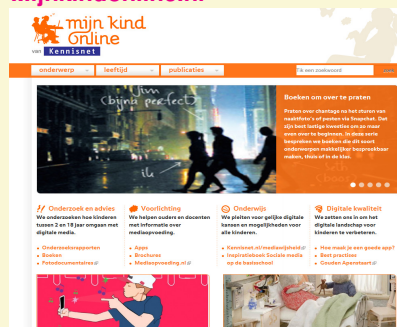 mijn kind
online
van Kennisnet
onderwerp
leeftijd
publicaties
Tik een zoekwoord
Jim
(bijna perfect)
ik
Boeken om over te praten
Praten over chantage na het sturen van
naaktfoto's of pesten via Snapchat. Dat
zijn best lastige kwesties om zo maar
even over te beginnen. In deze serie
bespreken we boeken die dit soort
onderwerpen makkelijker bespreekbaar
maken, thuis of in de klas.
Onderzoek en advies
We onderzoeken hoe kinderen
tussen 2 en 18 jaar omgaan met
digitale media.
Onderzoeksrapporten
Boeken
Fotodocumentaires
Voorlichting
We helpen ouders en docenten
met informatie over
mediaopvoeding.
Apps
Brochures
Mediaopvoeding.nl
Onderwijs
We pleiten voor gelijke digitale
kansen en mogelijkheden voor
alle kinderen.
Kennisnet.nl/mediawijsheid
Inspiratieboek Sociale media
op de basisschool
Digitale kwaliteit
We zetten ons in om het
digitale landschap voor
kinderen te verbeteren.
Hoe maak je een goede app?
Best practices
Gouden Apenstaart